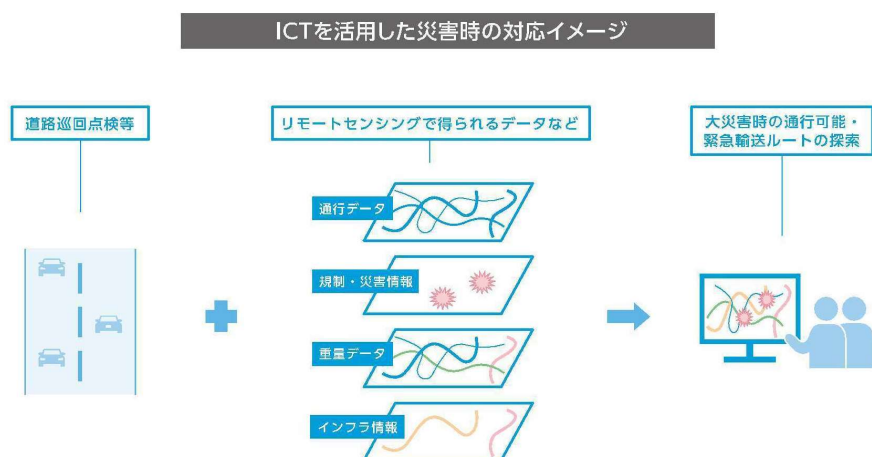 ICTを活用した災害時の対応イメージ
道路巡回点検等
リモートセンシングで得られるデータなど
大災害時の通行可能・
緊急輸送ルートの探索
通行データ
規制・災害情報
重量データ
インフラ情報